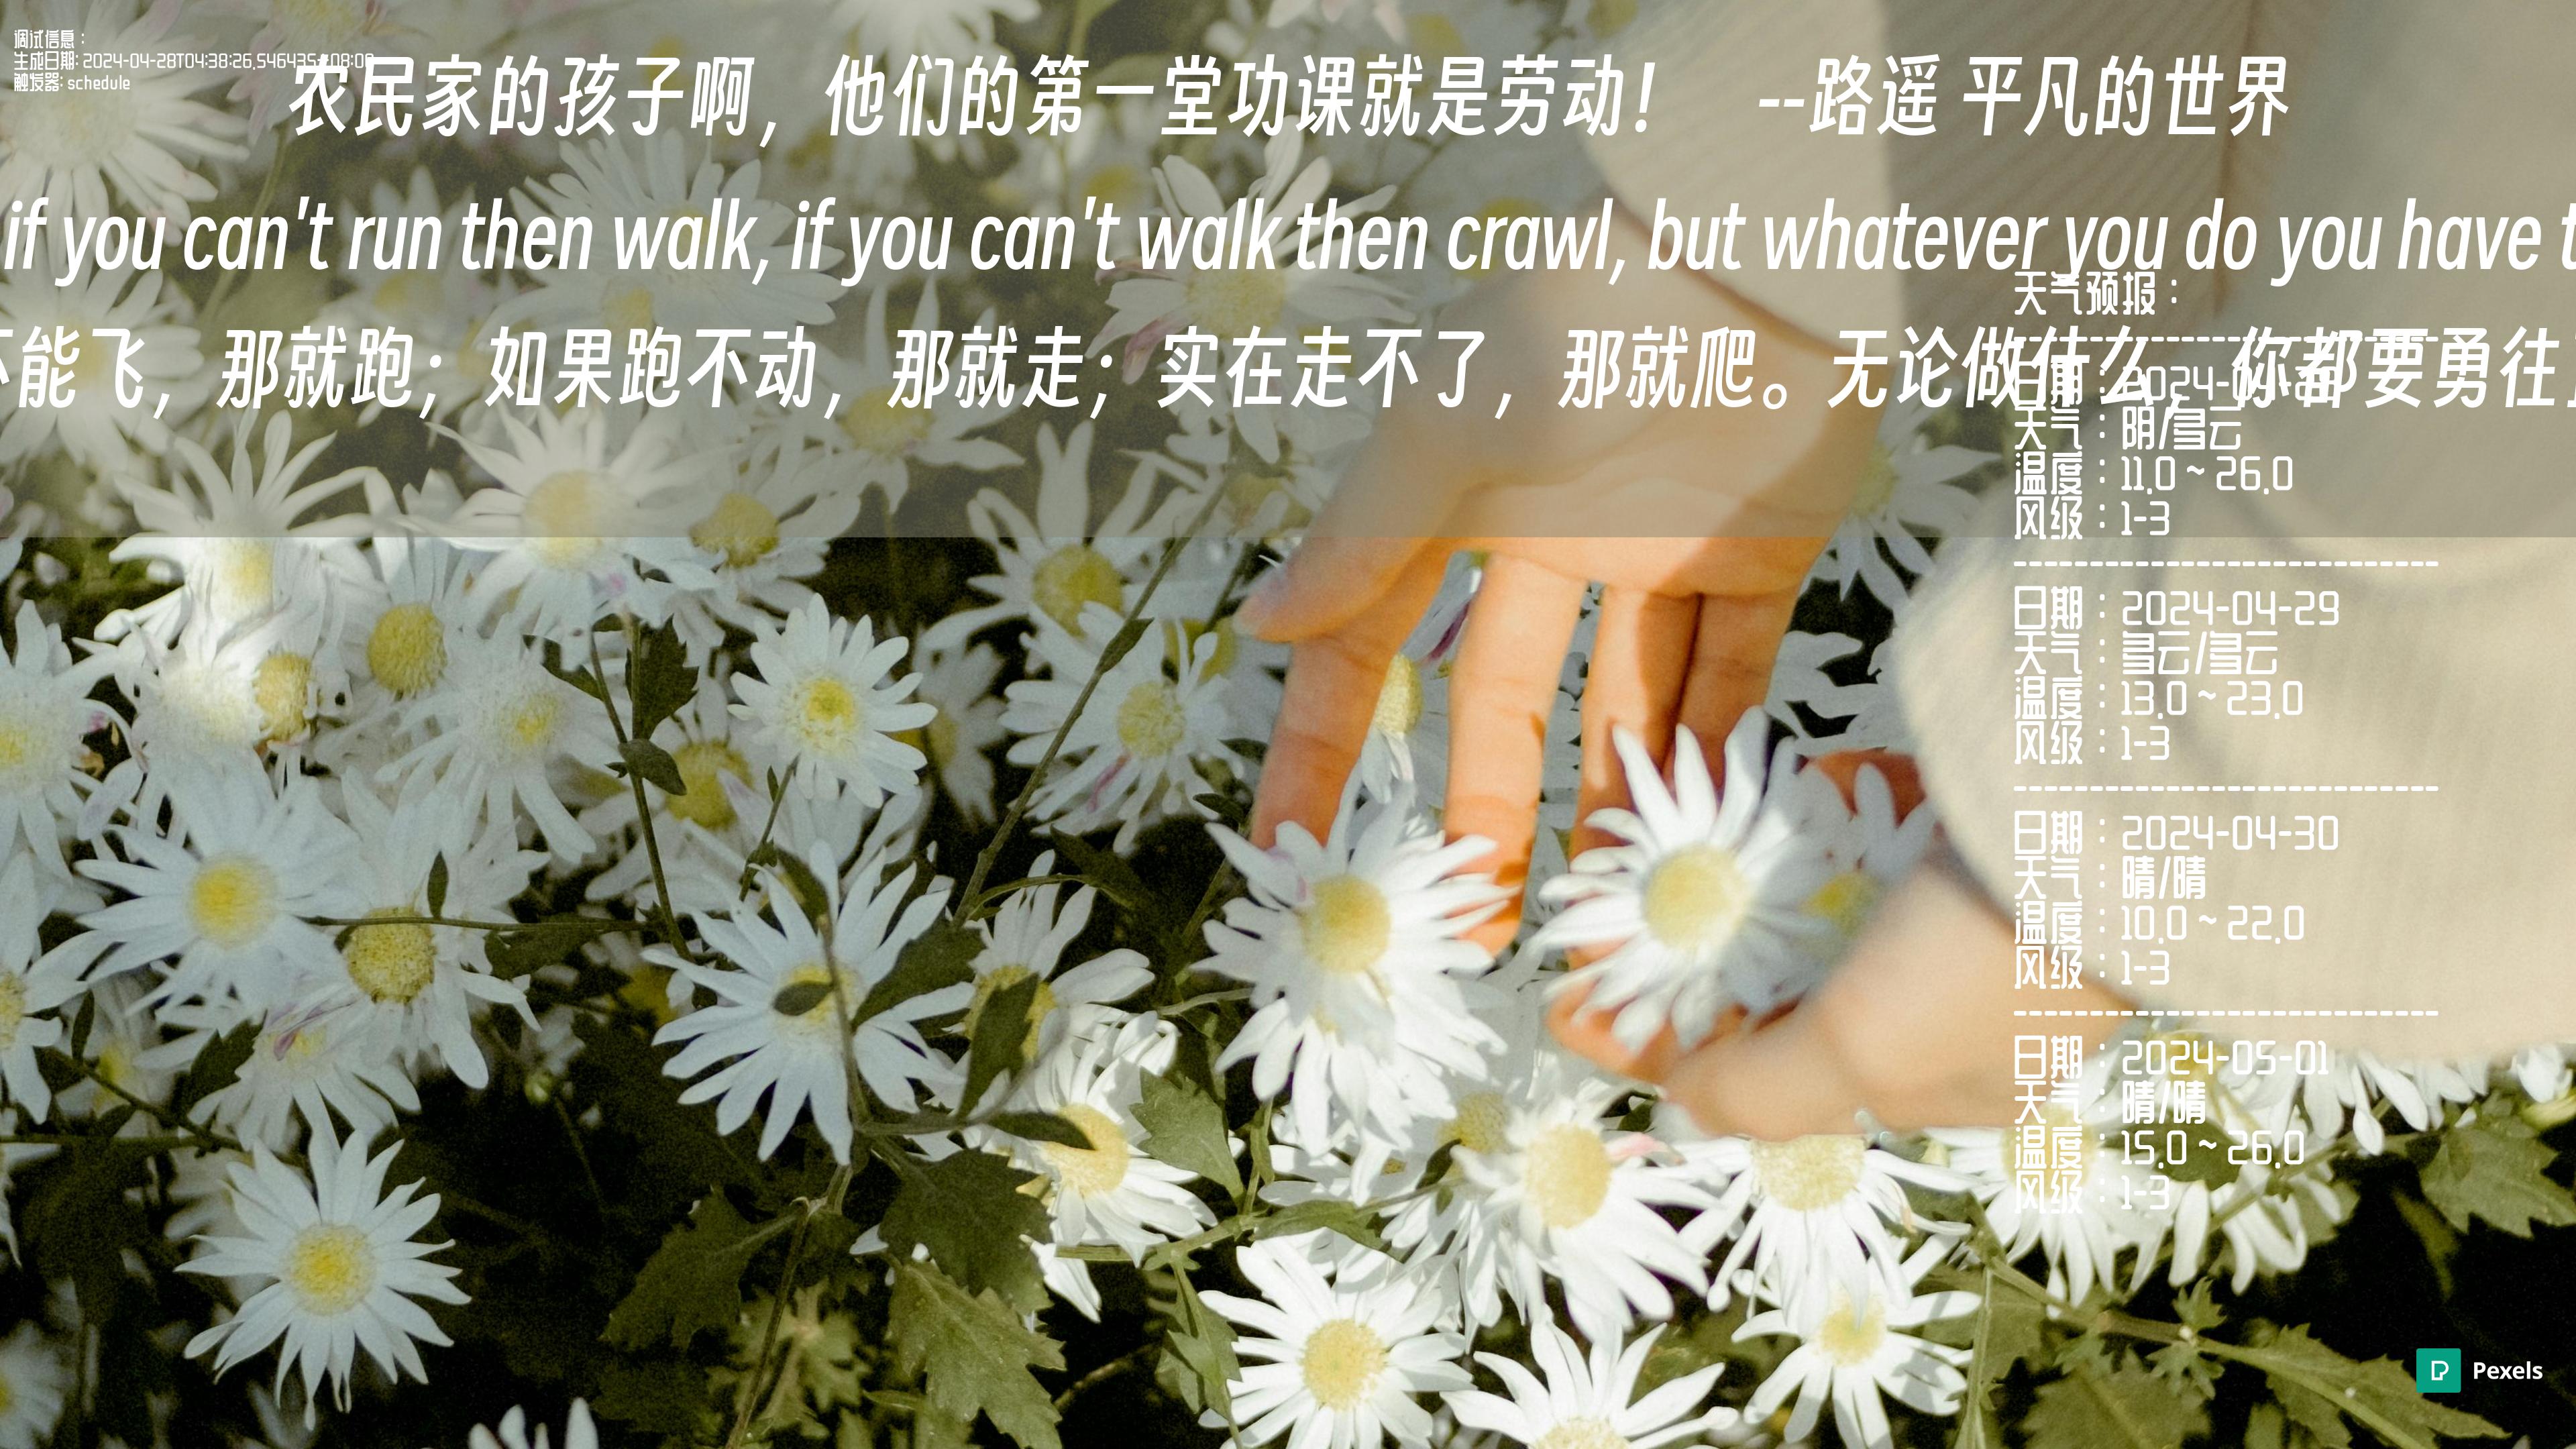 调试信息：
生成日期: 2024-04-28T04:38:26.546435+08:00
触发器: schedule
农民家的孩子啊，他们的第一堂功课就是劳动！ --路遥 平凡的世界
if you can't run then walk, if you can't walk then crawl, but whatever you do you have
不能飞，那就跑；如果跑不动，那就走；实在走不了，那就爬。无论做什么，你都要勇往
天气预报：
----------------------------
日期：2024-04-28
天气：阴/多云
温度：11.0 ~ 26.0
风级：1-3
----------------------------
日期：2024-04-29
天气：多云/多云
温度：13.0 ~ 23.0
风级：1-3
----------------------------
日期：2024-04-30
天气：晴/晴
温度：10.0 ~ 22.0
风级：1-3
----------------------------
日期：2024-05-01
天气：晴/晴
温度：15.0 ~ 26.0
风级：1-3
Pexels